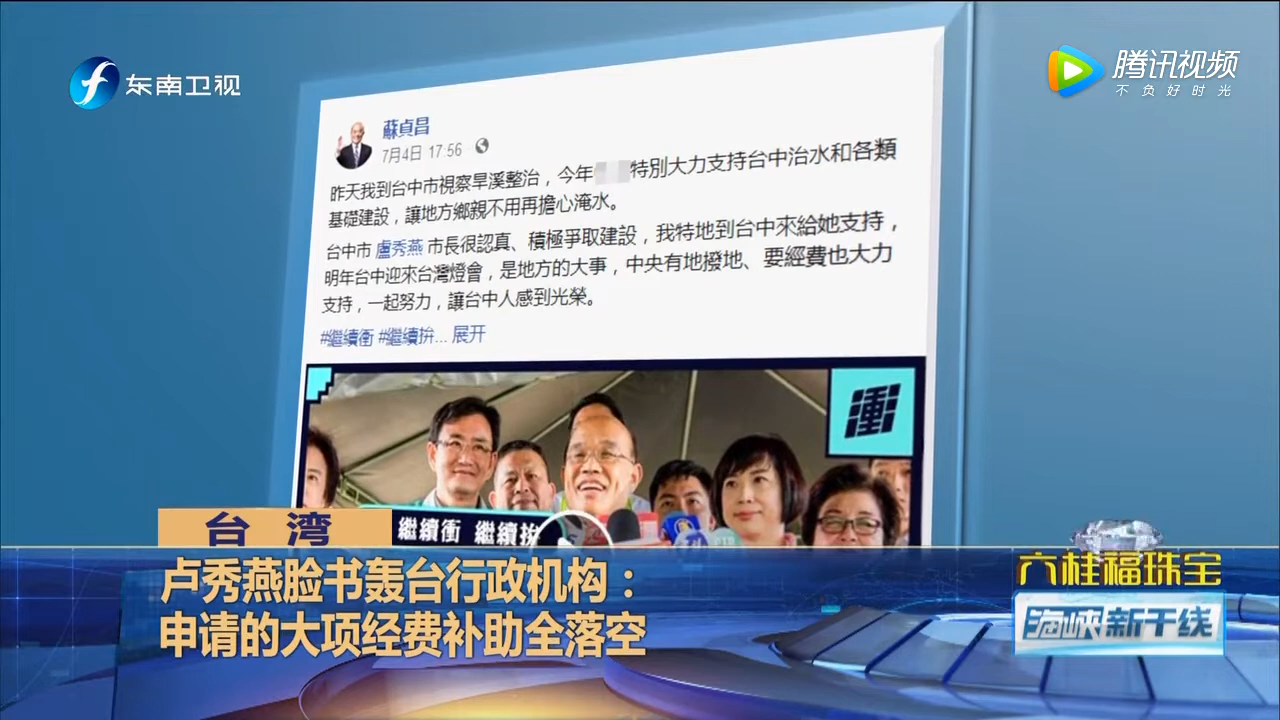 东南卫视
腾讯视频
不负好时光
蘇貞昌
7月4日 17:56
昨天我到台中市視察旱溪整治，今年 特別大力支持台中治水和各類
基礎建設，讓地方鄉親不用再擔心淹水。
台中市 盧秀燕 市長很認真、積極爭取建設，我特地到台中來給她支持，
明年台中迎來台灣燈會，是地方的大事，中央有地撥地、要經費也大力
支持，一起努力，讓台中人感到光榮。
#繼續衝 #繼續拚... 展开
衝
繼續衝 繼續拚
台湾
卢秀燕脸书轰台行政机构：
申请的大项经费补助全落空
六桂福珠宝
海峡新干线